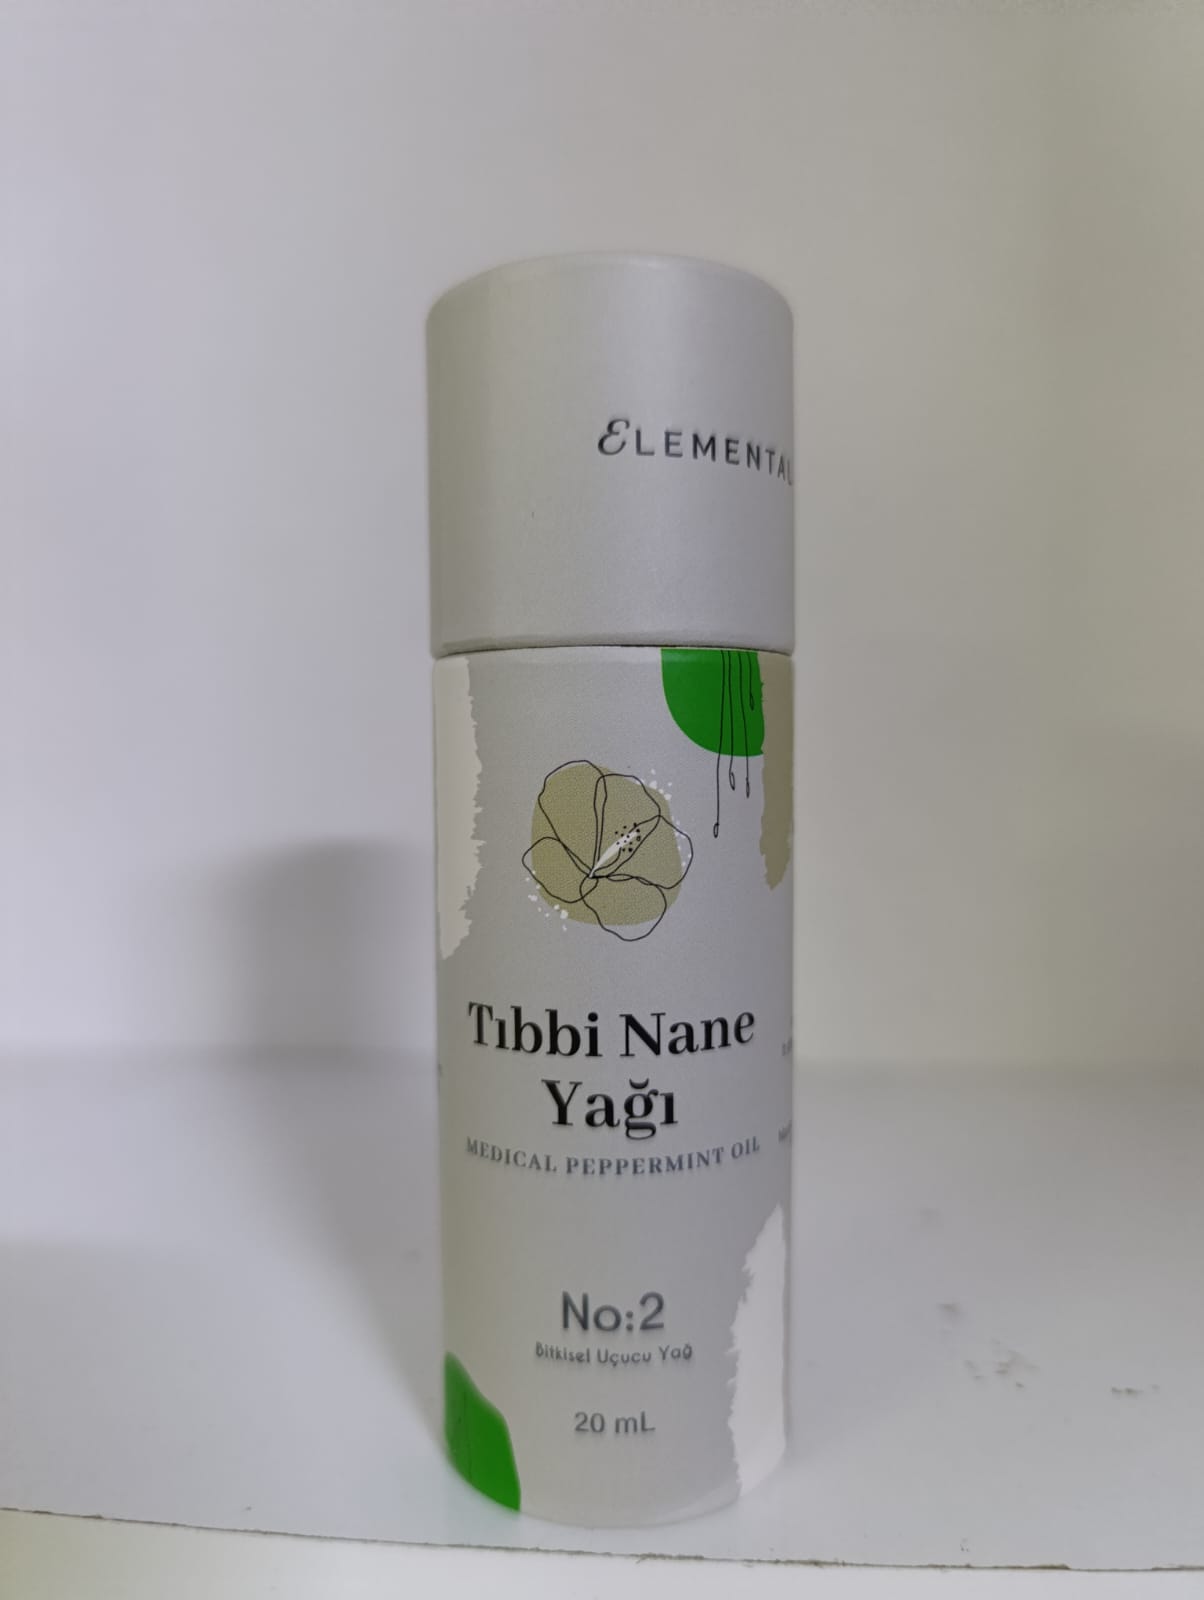 ELEMENTAL
Tıbbi Nane
Yağı
MEDICAL PEPPERMINT OIL
No:2
Bitkisel Uçucu Yağ
20 mL